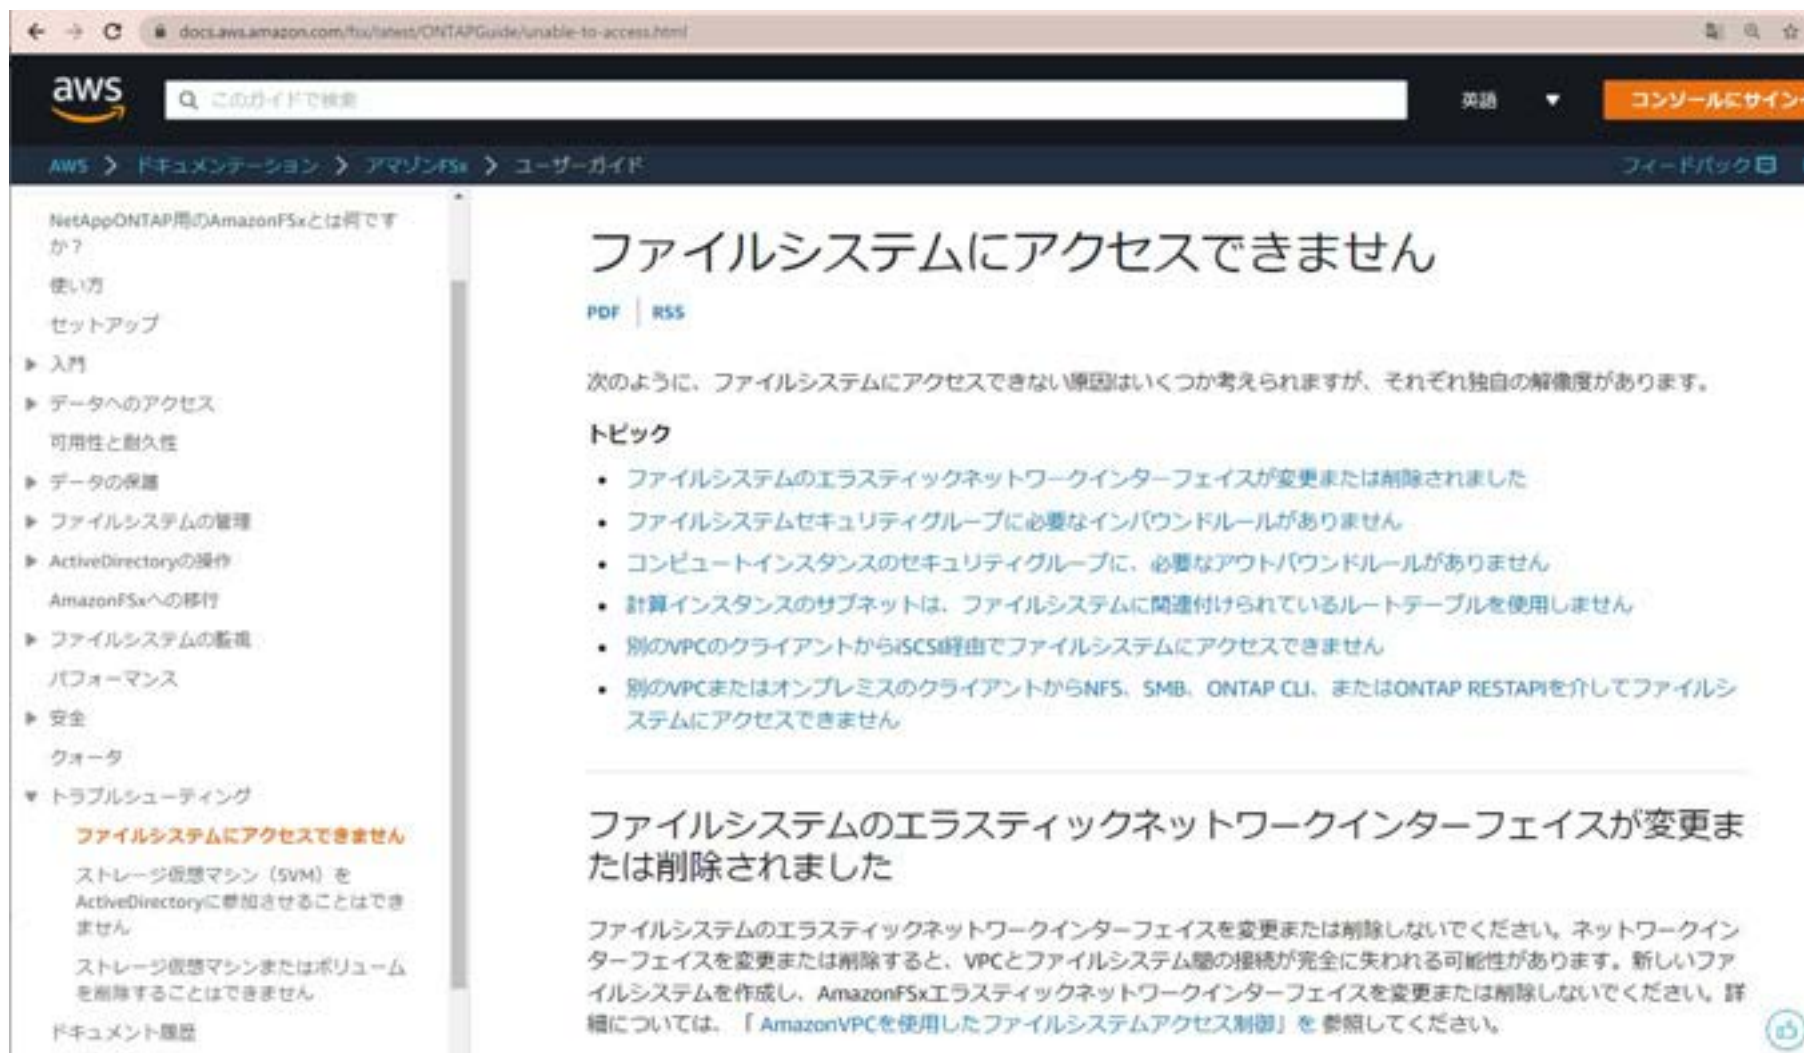 docs.aws.amazon.com/fsx/latest/ONTAPGuide/unable-to-access.html
aws
このガイドで検索
英語
コンソールにサイン
AWS > ドキュメンテーション > アマゾンFSx > ユーザーガイド
フィードバック
NetAppONTAP用のAmazonFSxとは何です
か？
使い方
セットアップ
入門
データへのアクセス
可用性と耐久性
データの保護
ファイルシステムの管理
ActiveDirectoryの操作
AmazonFSxへの移行
ファイルシステムの監視
パフォーマンス
安全
クォータ
トラブルシューティング
ファイルシステムにアクセスできません
ストレージ仮想マシン（SVM）を
ActiveDirectoryに参加させることはでき
ません
ストレージ仮想マシンまたはボリューム
を削除することはできません
ドキュメント履歴
ファイルシステムにアクセスできません
PDF | RSS
次のように、ファイルシステムにアクセスできない原因はいくつか考えられますが、それぞれ独自の解像度があります。
トピック
• ファイルシステムのエラスティックネットワークインターフェイスが変更または削除されました
• ファイルシステムセキュリティグループに必要なインバウンドルールがありません
• コンピュートインスタンスのセキュリティグループに、必要なアウトバウンドルールがありません
• 計算インスタンスのサブネットは、ファイルシステムに関連付けられているルートテーブルを使用しません
• 別のVPCのクライアントからiSCSI経由でファイルシステムにアクセスできません
• 別のVPCまたはオンプレミスのクライアントからNFS、SMB、ONTAP CLI、またはONTAP RESTAPIを介してファイルシ
ステムにアクセスできません
ファイルシステムのエラスティックネットワークインターフェイスが変更ま
たは削除されました
ファイルシステムのエラスティックネットワークインターフェイスを変更または削除しないでください。ネットワークイン
ターフェイスを変更または削除すると、VPCとファイルシステム間の接続が完全に失われる可能性があります。新しいファ
イルシステムを作成し、AmazonFSxエラスティックネットワークインターフェイスを変更または削除しないでください。詳
細については、「 AmazonVPCを使用したファイルシステムアクセス制御」を 参照してください。